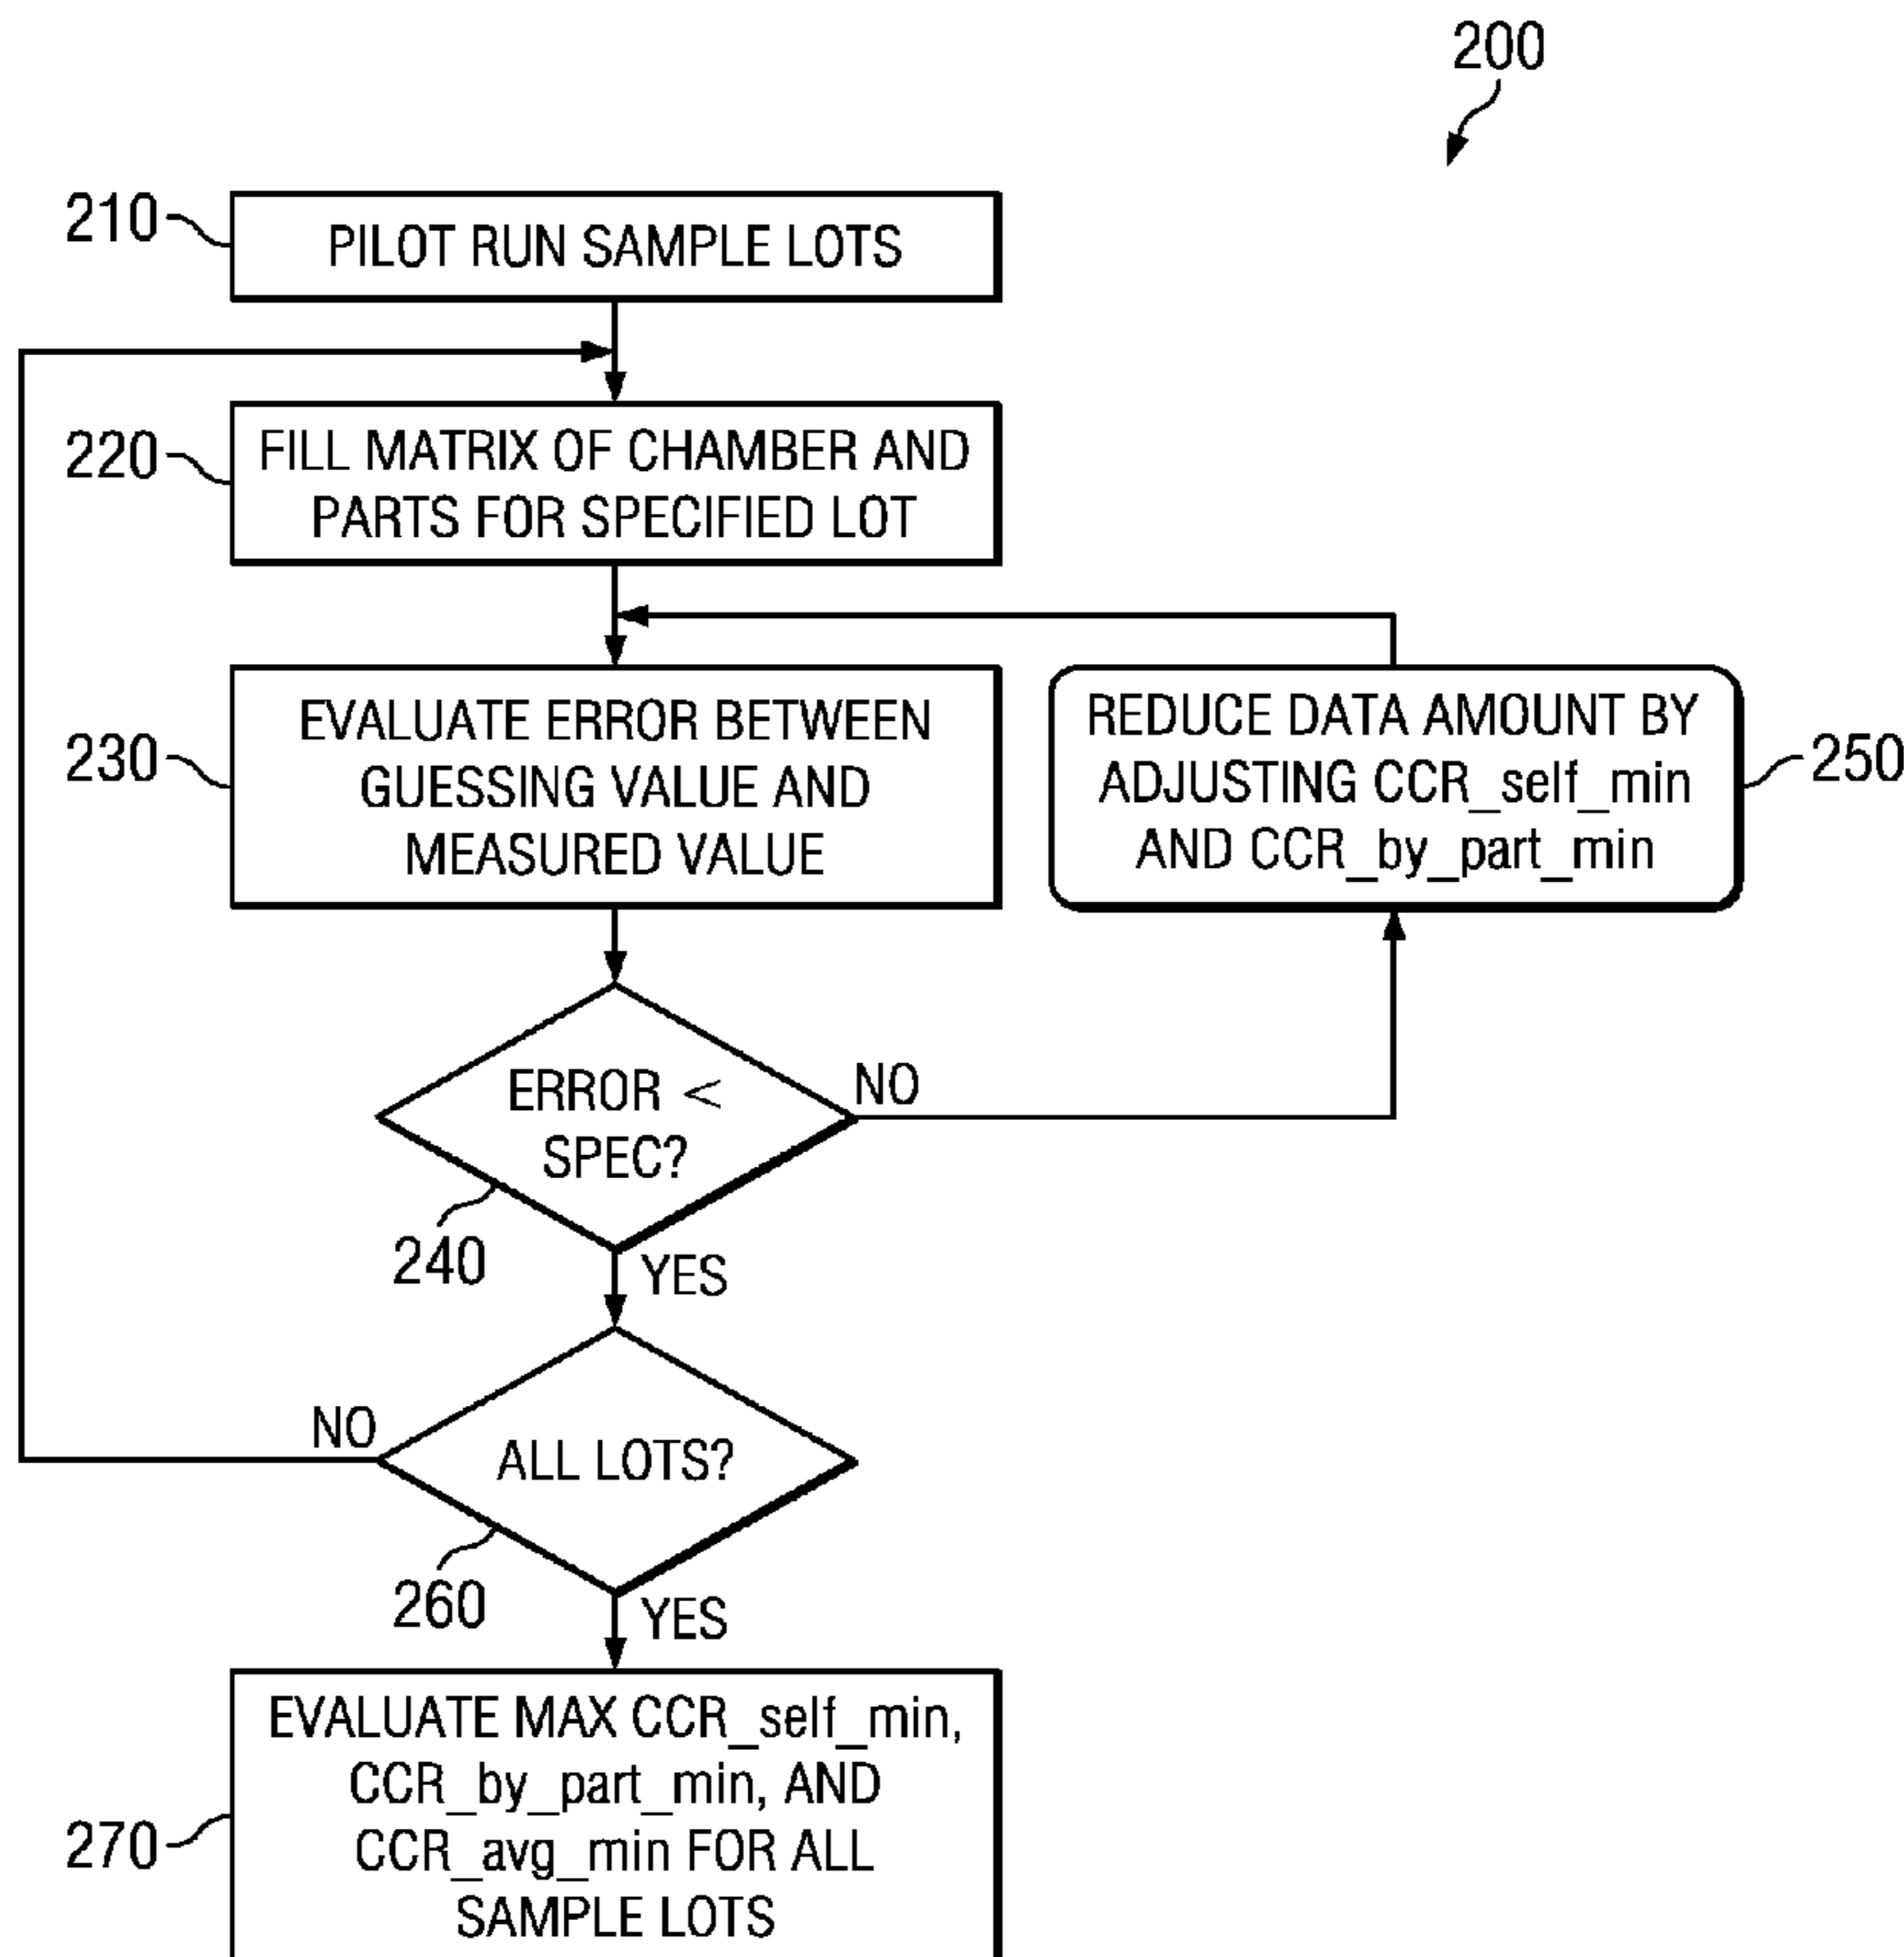 200
210
PILOT RUN SAMPLE LOTS
220
FILL MATRIX OF CHAMBER AND
PARTS FOR SPECIFIED LOT
230
EVALUATE ERROR BETWEEN
GUESSING VALUE AND
MEASURED VALUE
REDUCE DATA AMOUNT BY
ADJUSTING CCR_self_min
AND CCR_by_part_min
250
ERROR <
SPEC?
NO
240
YES
NO
ALL LOTS?
260
YES
270
EVALUATE MAX CCR_self_min,
CCR_by_part_min, AND
CCR_avg_min FOR ALL
SAMPLE LOTS